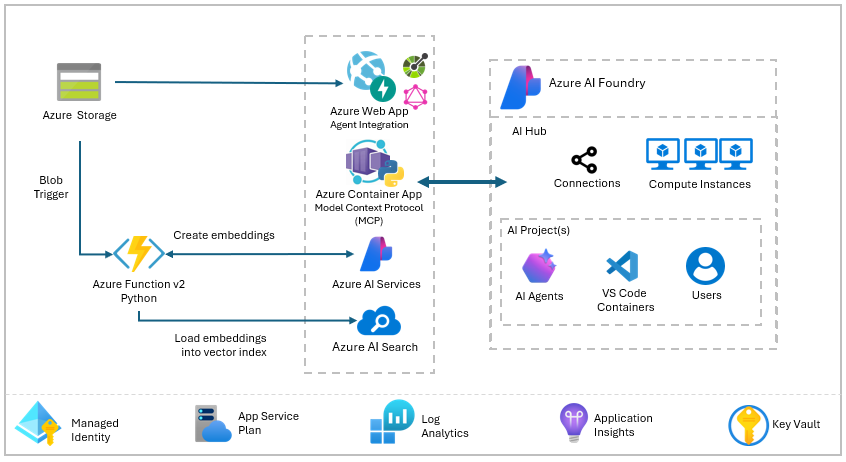 Azure Storage
Blob
Trigger
Azure Function v2
Python
Create embeddings
Load embeddings
into vector index
Azure Web App
Agent Integration
Azure Container App
Model Context Protocol
(MCP)
Azure AI Services
Azure AI Search
Azure AI Foundry
AI Hub
Connections
Compute Instances
AI Project(s)
AI Agents
VS Code
Containers
Users
Managed
Identity
App Service
Plan
Log
Analytics
Application
Insights
Key Vault